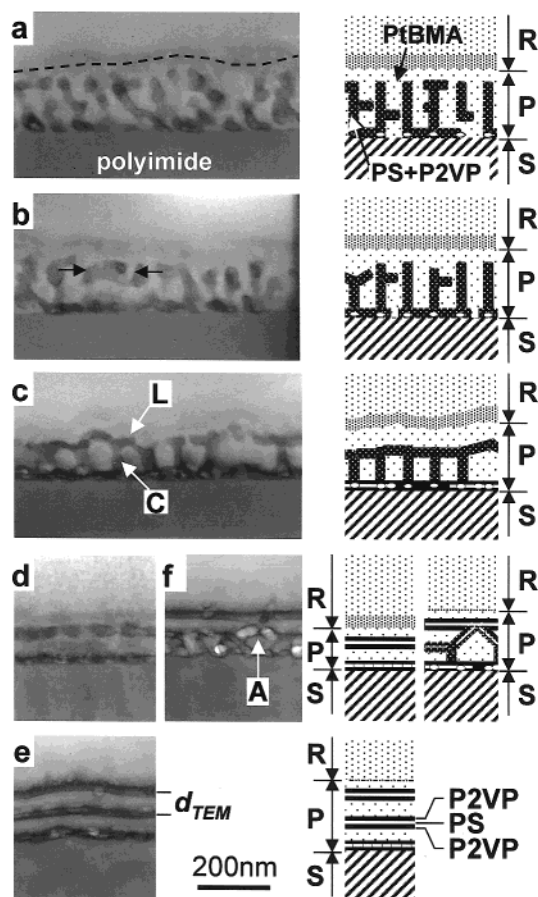 a
PtBMA
R
P
S
polyimide
PS+P2VP
b
R
P
S
c
L
C
R
P
S
d
f
A
R
P
S
R
P
S
e
d_TEM
200nm
R
P
S
P2VP
PS
P2VP